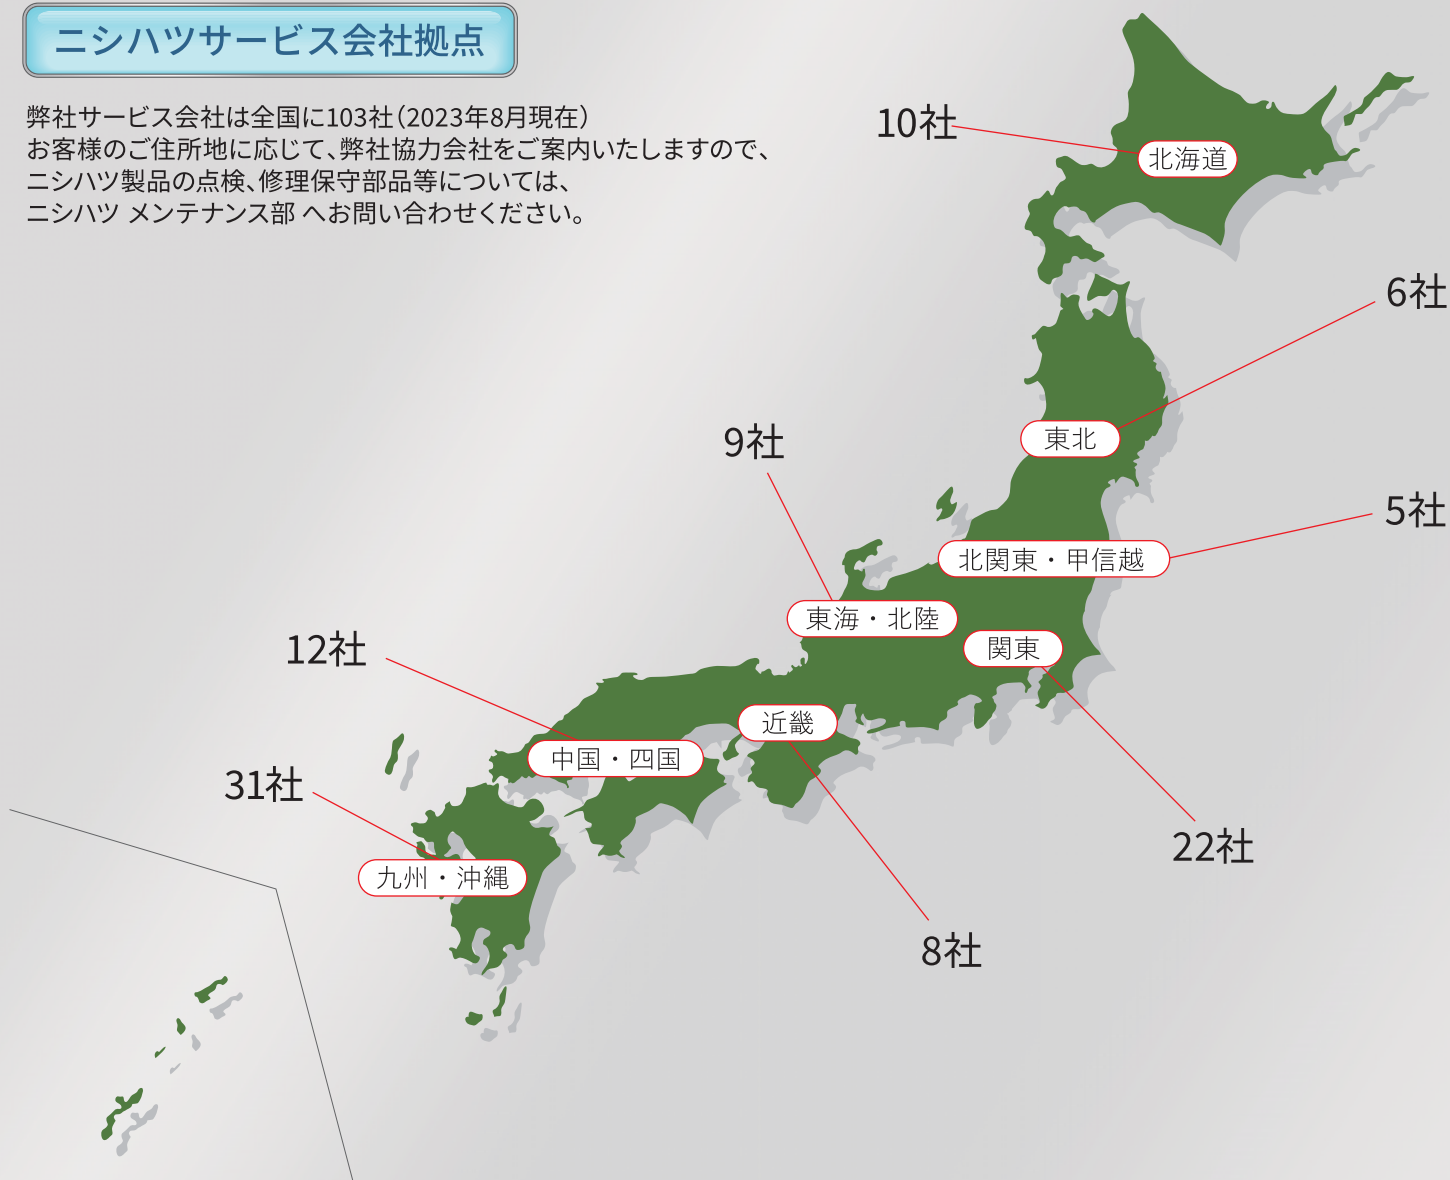 ニシハツサービス会社拠点
弊社サービス会社は全国に103社（2023年8月現在）
お客様のご住所地に応じて、弊社協力会社をご案内いたしますので、
ニシハツ製品の点検、修理保守部品等については、
ニシハツ メンテナンス部 へお問い合わせください。
10社
北海道
6社
東北
9社
5社
北関東・甲信越
東海・北陸
12社
関東
近畿
中国・四国
31社
22社
九州・沖縄
8社